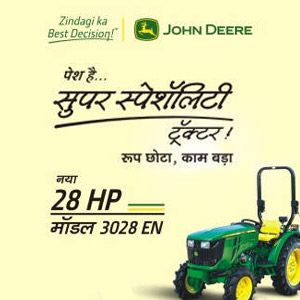 Zindagi ka
Best Decision!
JOHN DEERE
पेश है...
सुपर स्पेशॅलिटी
ट्रॅक्टर !
रूप छोटा, काम बड़ा
नया
28 HP
मॉडल 3028 EN